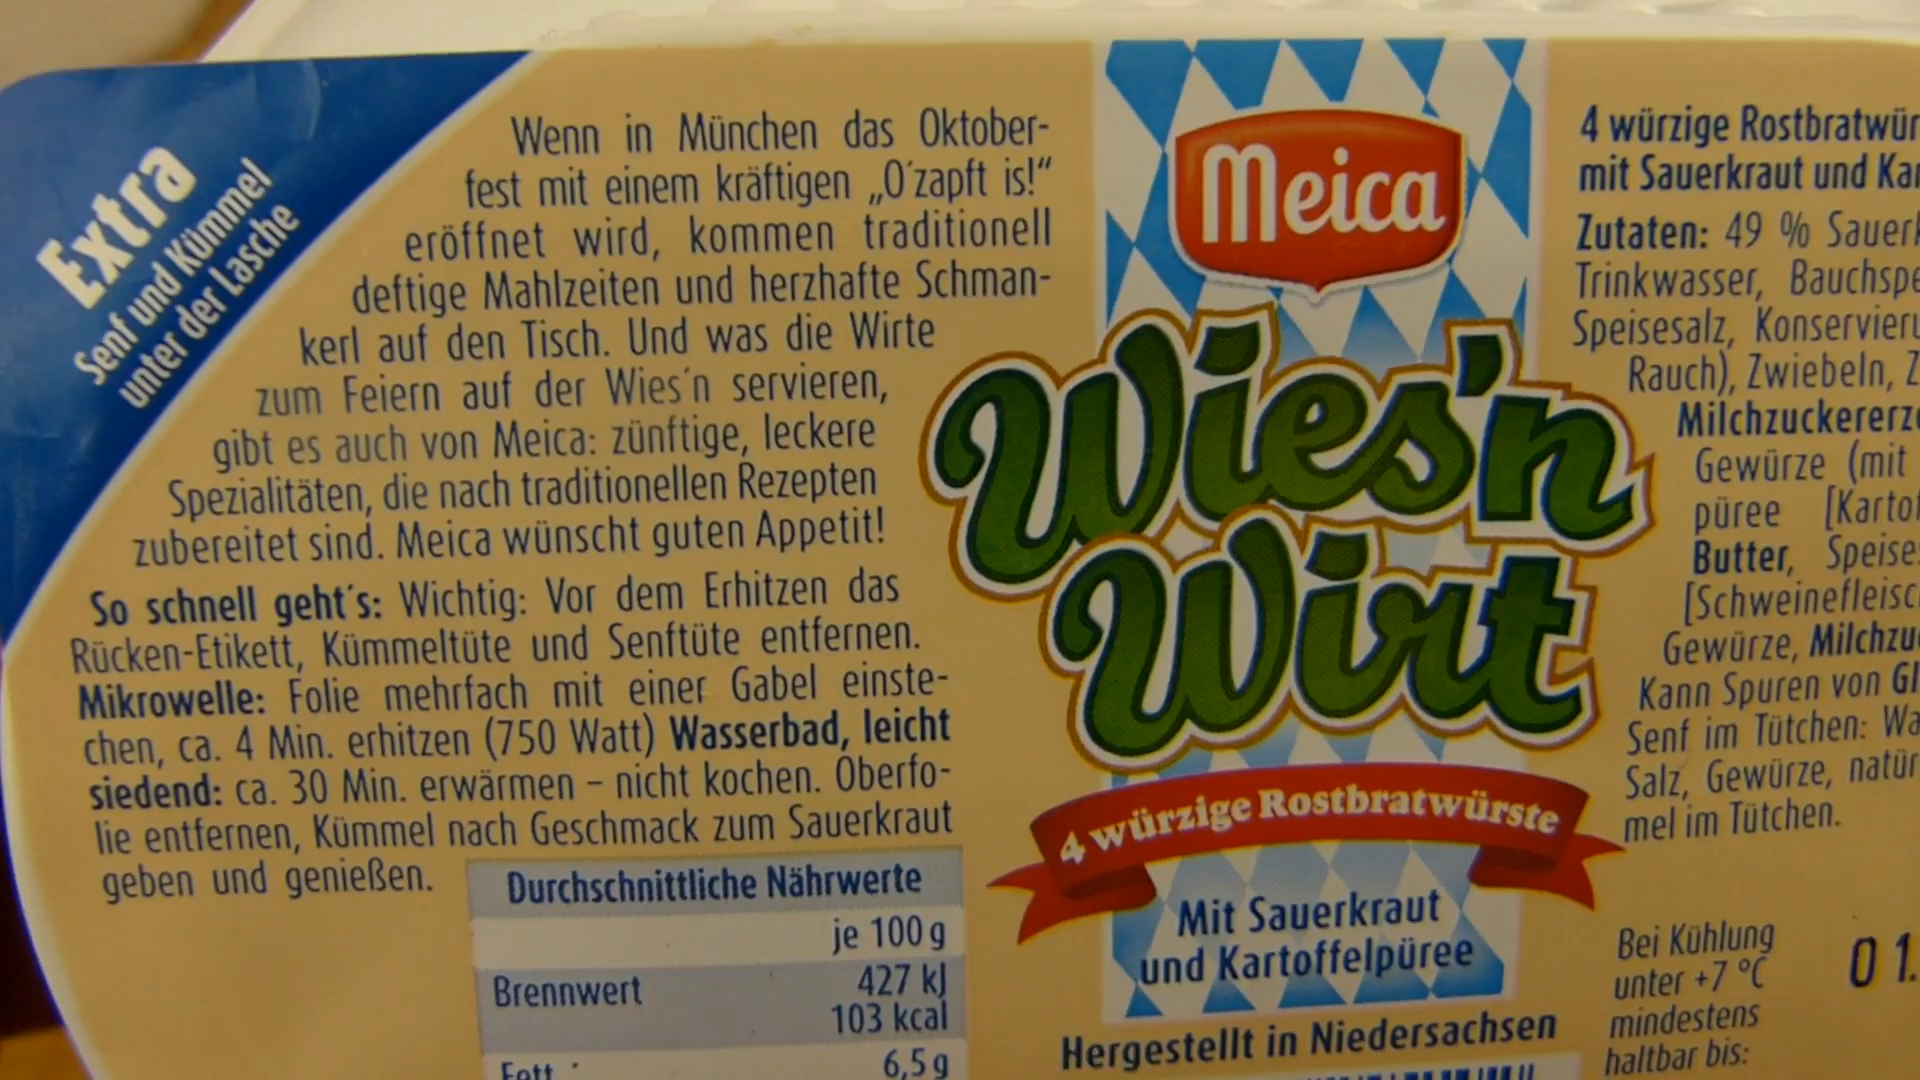 Extra
Senf und Kümmel
unter der Lasche
Wenn in München das Oktober-
fest mit einem kräftigen „O´zapft is!“
eröffnet wird, kommen traditionell
deftige Mahlzeiten und herzhafte Schman-
kerl auf den Tisch. Und was die Wirte
zum Feiern auf der Wies´n servieren,
gibt es auch von Meica: zünftige, leckere
Spezialitäten, die nach traditionellen Rezepten
zubereitet sind. Meica wünscht guten Appetit!
So schnell geht´s: Wichtig: Vor dem Erhitzen das
Rücken-Etikett, Kümmeltüte und Senftüte entfernen.
Mikrowelle: Folie mehrfach mit einer Gabel einste-
chen, ca. 4 Min. erhitzen (750 Watt) Wasserbad, leicht
siedend: ca. 30 Min. erwärmen – nicht kochen. Oberfo-
lie entfernen, Kümmel nach Geschmack zum Sauerkraut
geben und genießen.
Durchschnittliche Nährwerte
je 100 g
Brennwert 427 kJ
103 kcal
Fett 6,5 g
Meica
Wies'n
Wirt
4 würzige Rostbratwürste
Mit Sauerkraut
und Kartoffelpüree
Hergestellt in Niedersachsen
4 würzige
mit Sauerkraut und
Zutaten: 49 %
Trinkwasser,
Speisesalz,
Rauch), Zwiebeln,
Gewürze (mit
püree
Butter,
Gewürze,
Kann Spuren von
Senf im Tütchen:
Salz, Gewürze,
mel im Tütchen.
Bei Kühlung
unter +7 °C
mindestens
haltbar bis:
01.